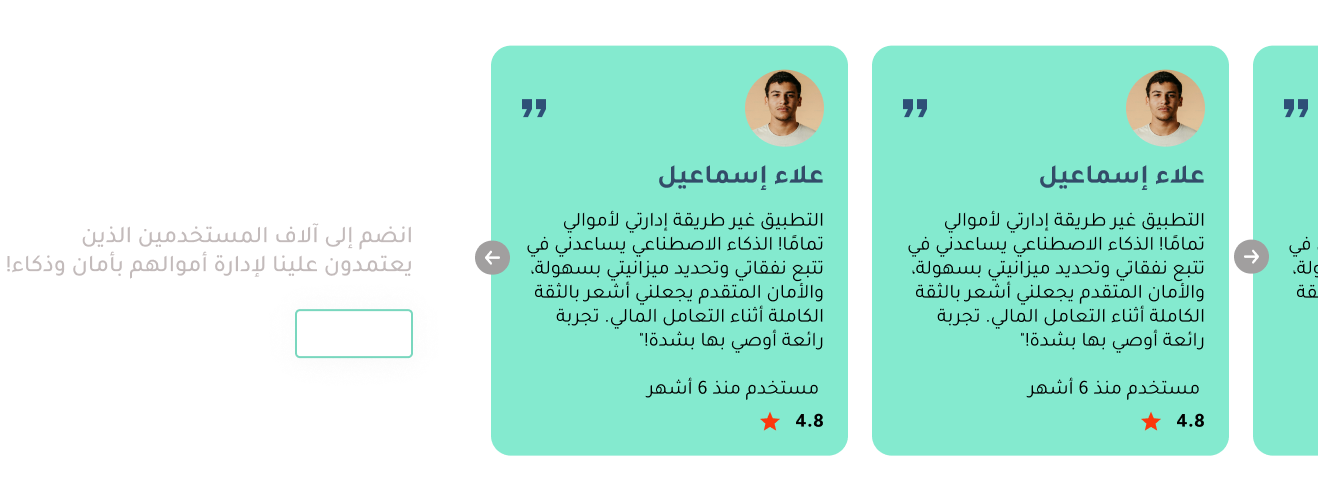 انضم إلى آلاف المستخدمين الذين
يعتمدون علينا لإدارة أموالهم بأمان وذكاء!
”
علاء إسماعيل
التطبيق غير طريقة إدارتي لأموالي
تمامًا! الذكاء الاصطناعي يساعدني في
تتبع نفقاتي وتحديد ميزانيتي بسهولة،
والأمان المتقدم يجعلني أشعر بالثقة
الكاملة أثناء التعامل المالي. تجربة
رائعة أوصي بها بشدة!"
مستخدم منذ 6 أشهر
4.8
”
علاء إسماعيل
التطبيق غير طريقة إدارتي لأموالي
تمامًا! الذكاء الاصطناعي يساعدني في
تتبع نفقاتي وتحديد ميزانيتي بسهولة،
والأمان المتقدم يجعلني أشعر بالثقة
الكاملة أثناء التعامل المالي. تجربة
رائعة أوصي بها بشدة!"
مستخدم منذ 6 أشهر
4.8
”
في